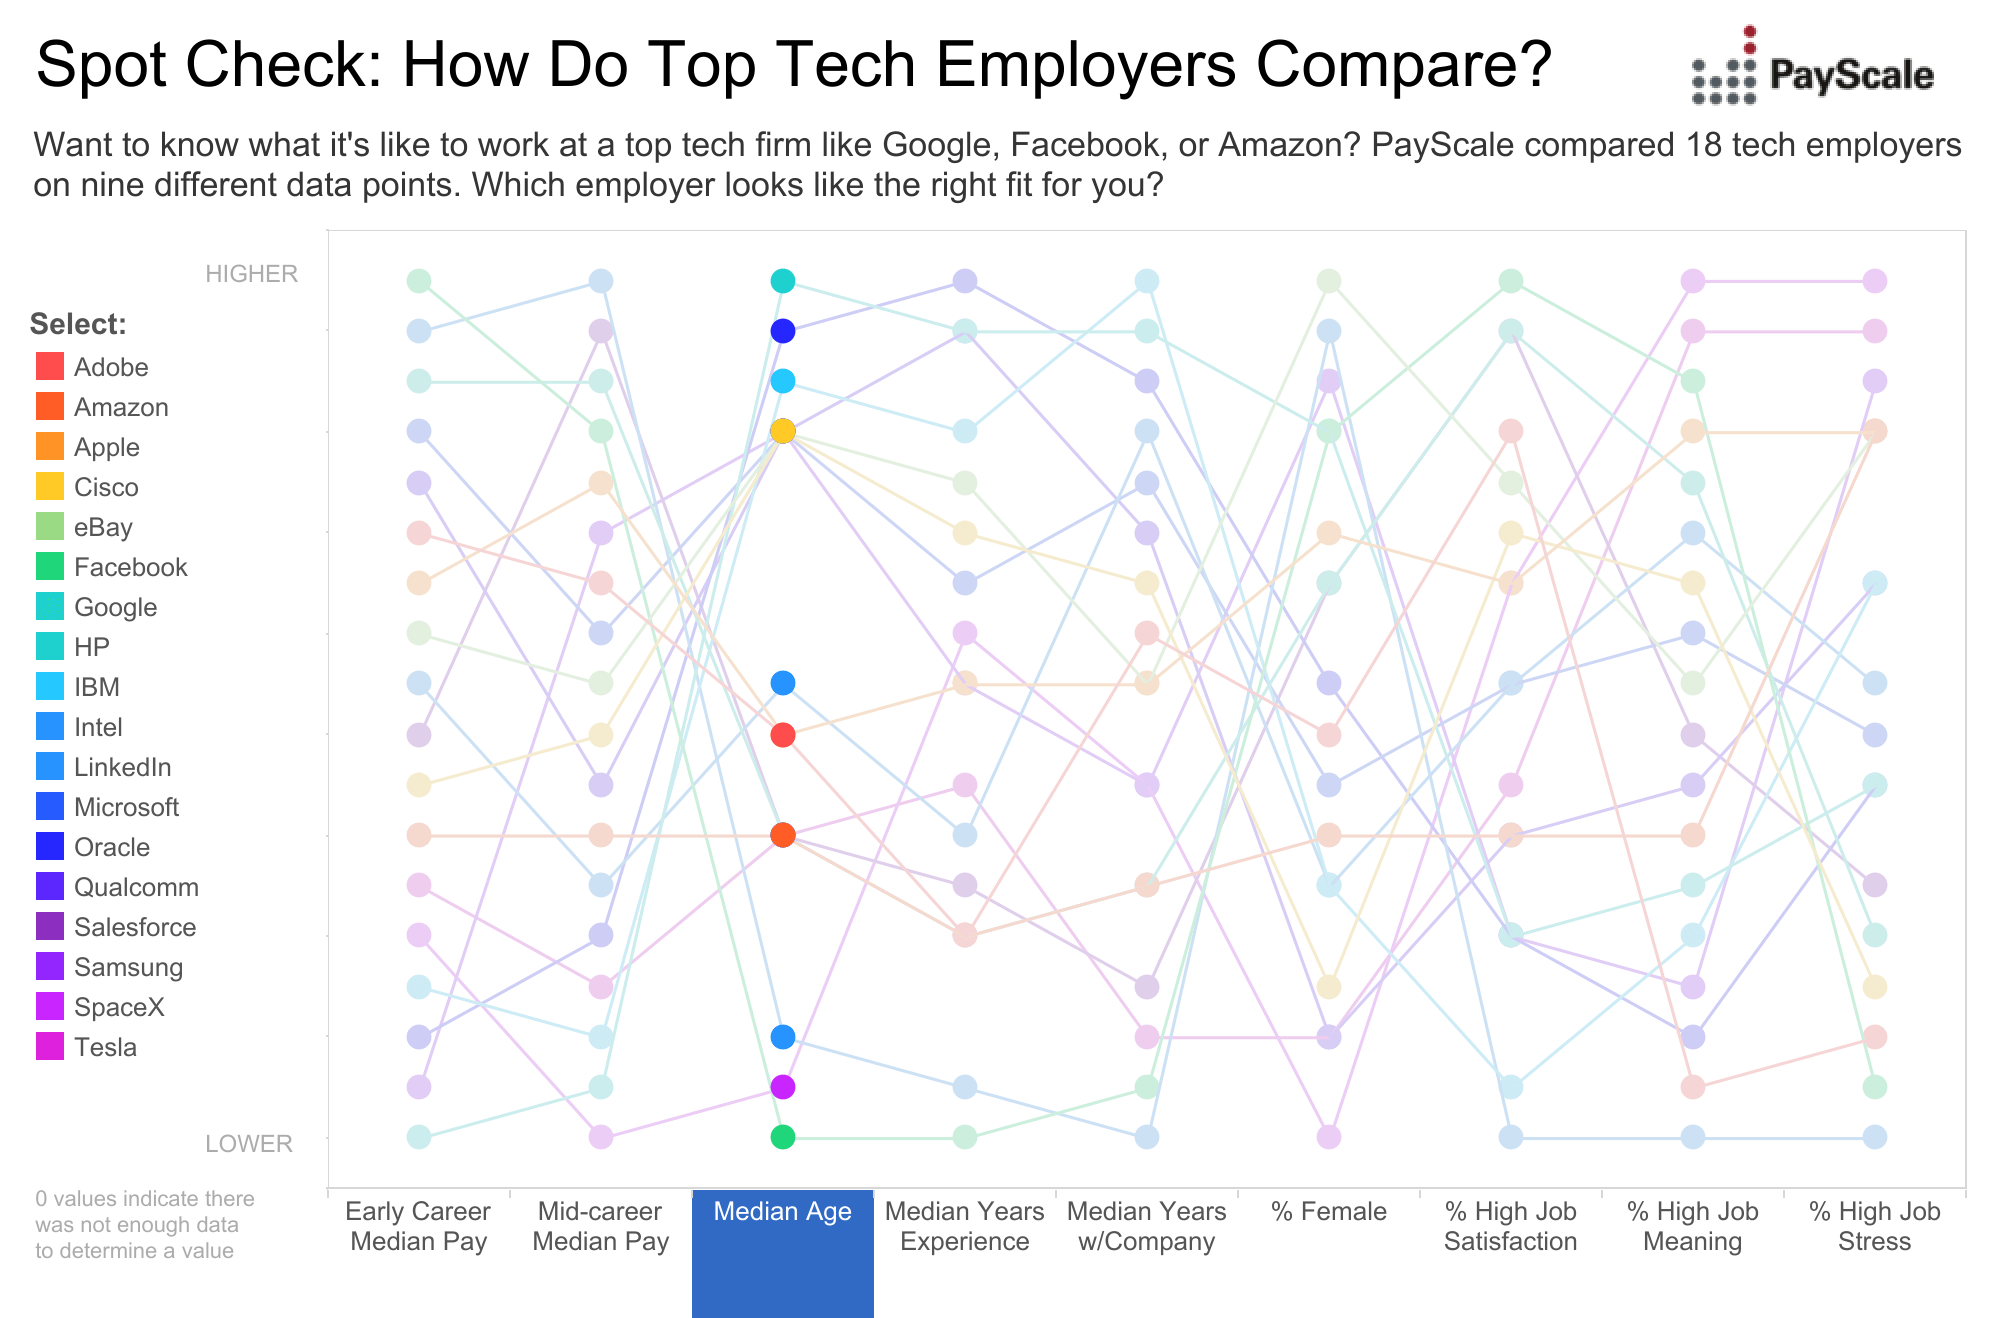 Spot Check: How Do Top Tech Employers Compare?
PayScale
Want to know what it's like to work at a top tech firm like Google, Facebook, or Amazon? PayScale compared 18 tech employers
on nine different data points. Which employer looks like the right fit for you?
HIGHER
Select:
Adobe
Amazon
Apple
Cisco
eBay
Facebook
Google
HP
IBM
Intel
LinkedIn
Microsoft
Oracle
Qualcomm
Salesforce
Samsung
SpaceX
Tesla
LOWER
0 values indicate there
was not enough data
to determine a value
Early Career
Median Pay
Mid-career
Median Pay
Median Age
Median Years
Experience
Median Years
w/Company
% Female
% High Job
Satisfaction
% High Job
Meaning
% High Job
Stress